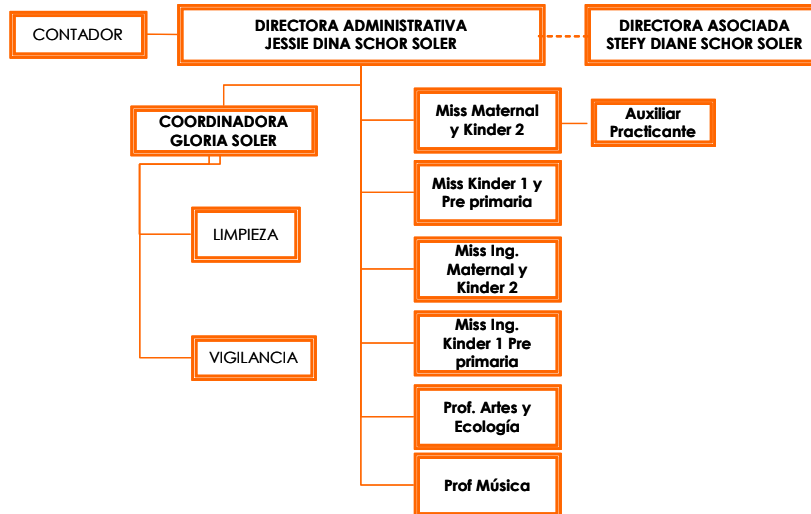 CONTADOR
DIRECTORA ADMINISTRATIVA
JESSIE DINA SCHOR SOLER
DIRECTORA ASOCIADA
STEFY DIANE SCHOR SOLER
COORDINADORA
GLORIA SOLER
Miss Maternal
y Kinder 2
Auxiliar
Practicante
Miss Kinder 1 y
Pre primaria
LIMPIEZA
Miss Ing.
Maternal y
Kinder 2
Miss Ing.
Kinder 1 Pre
primaria
VIGILANCIA
Prof. Artes y
Ecología
Prof Música